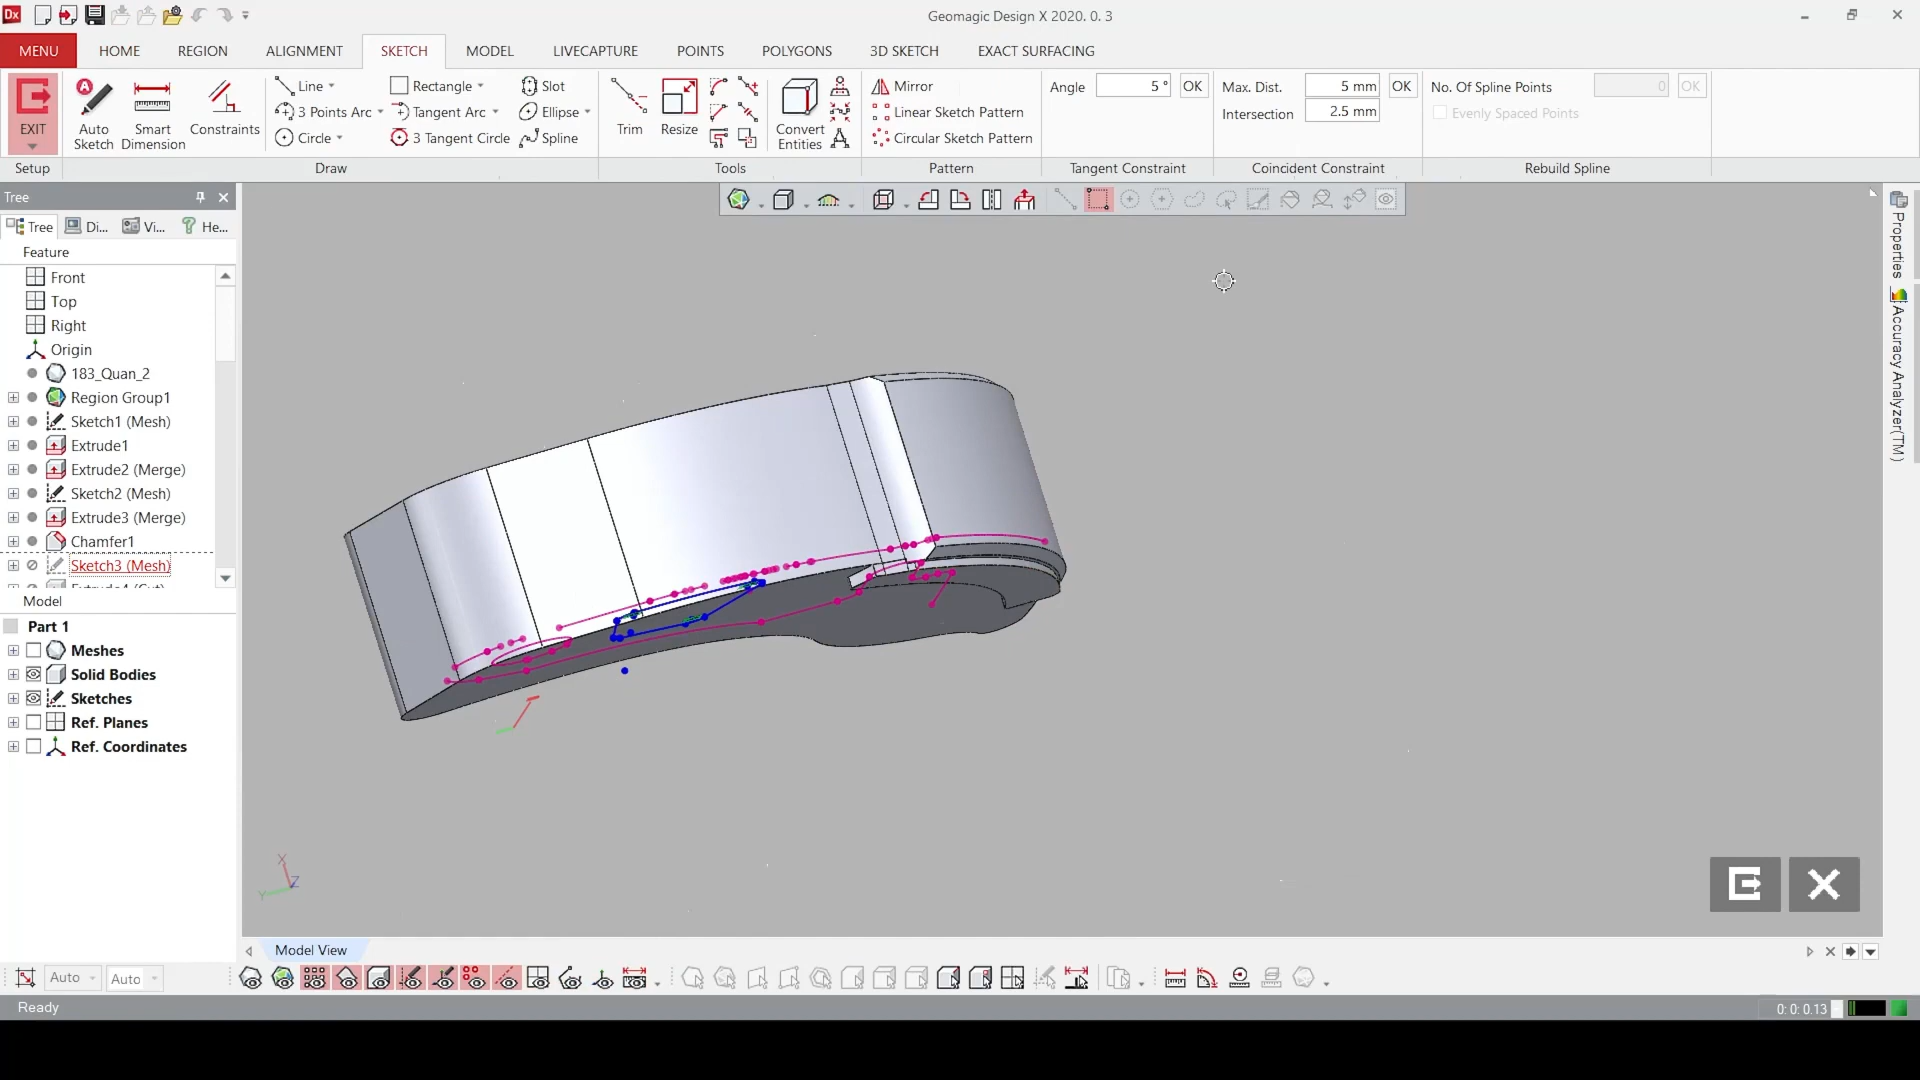 Dx
Geomagic Design X 2020. 0. 3
MENU HOME REGION ALIGNMENT SKETCH MODEL LIVECAPTURE POINTS POLYGONS 3D SKETCH EXACT SURFACING
EXIT
Auto Sketch
Smart Dimension
Constraints
Line
Rectangle
Slot
3 Points Arc
Tangent Arc
Ellipse
Circle
3 Tangent Circle
Spline
Trim
Resize
Convert Entities
Mirror
Linear Sketch Pattern
Circular Sketch Pattern
Angle 5 ° OK
Max. Dist. 5 mm OK
Intersection 2.5 mm
No. Of Spline Points 0 OK
Evenly Spaced Points
Setup Draw Tools Pattern Tangent Constraint Coincident Constraint Rebuild Spline
Tree
Tree Di... Vi... He...
Feature
Front
Top
Right
Origin
183_Quan_2
Region Group1
Sketch1 (Mesh)
Extrude1
Extrude2 (Merge)
Sketch2 (Mesh)
Extrude3 (Merge)
Chamfer1
Sketch3 (Mesh)
Extrude4 (Cut)
Model
Part 1
Meshes
Solid Bodies
Sketches
Ref. Planes
Ref. Coordinates
X
Y
Z
Properties
Accuracy Analyzer(TM)
Model View
Auto Auto
Ready
0: 0: 0.13